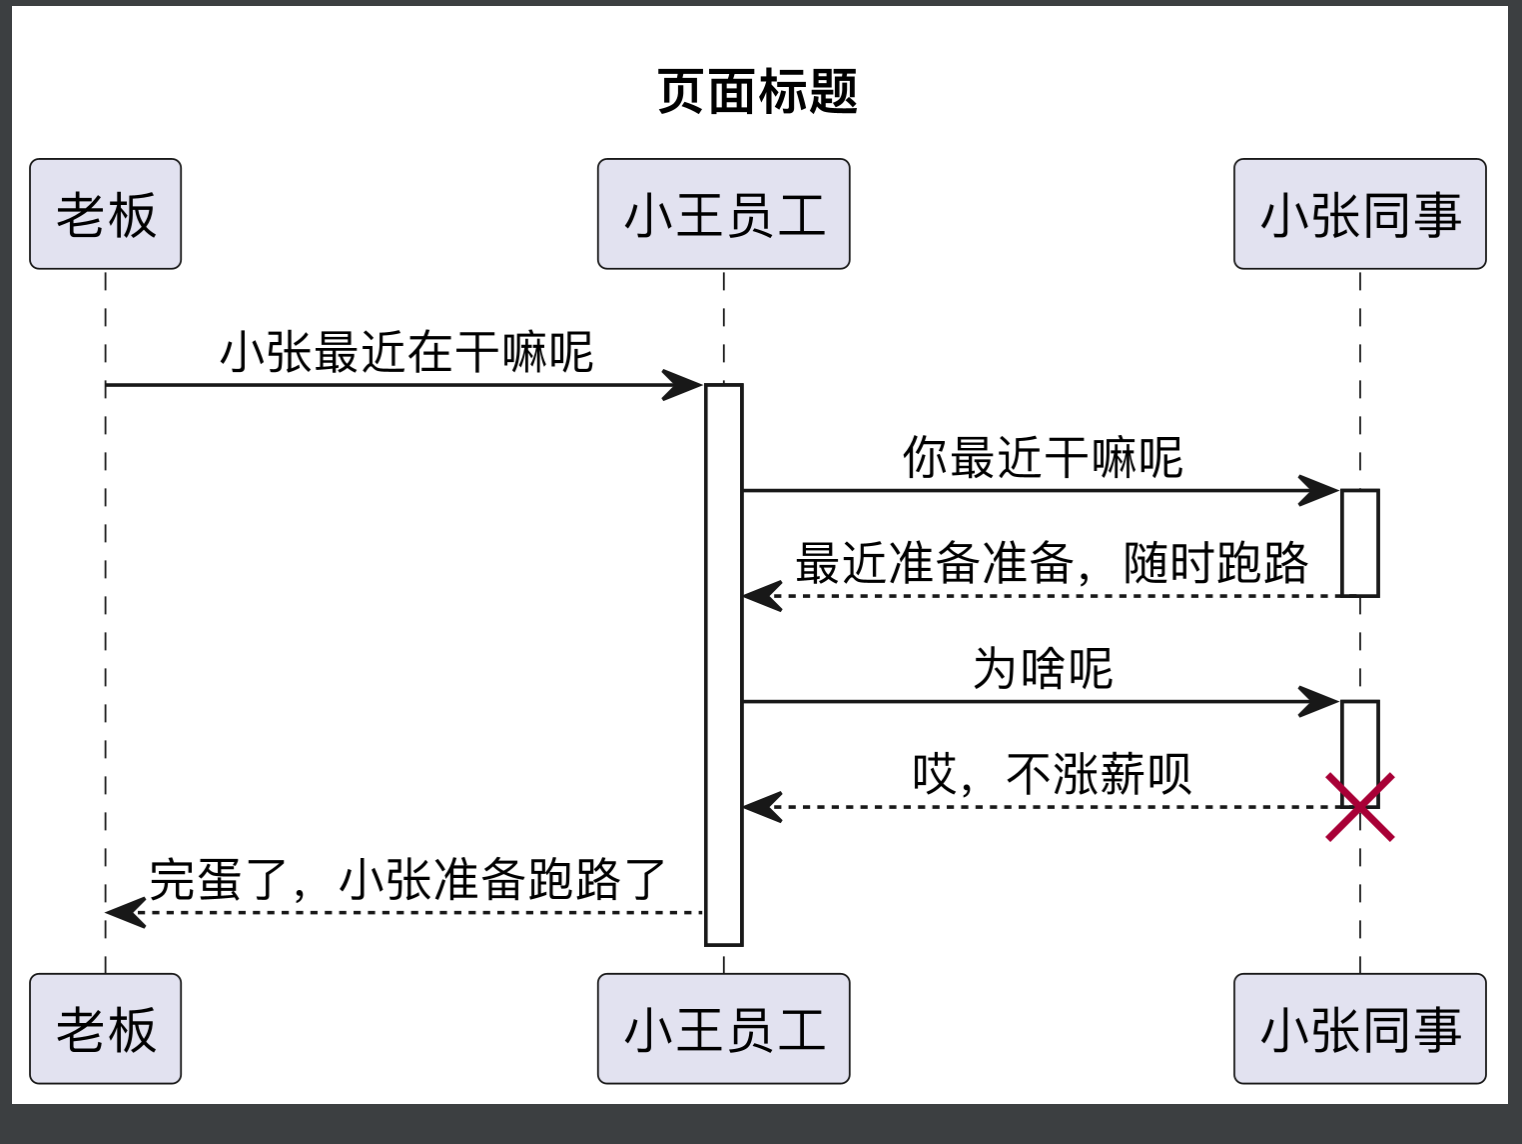 页面标题
老板
小王员工
小张同事
小张最近在干嘛呢
你最近干嘛呢
最近准备准备，随时跑路
为啥呢
哎，不涨薪呗
完蛋了，小张准备跑路了
老板
小王员工
小张同事